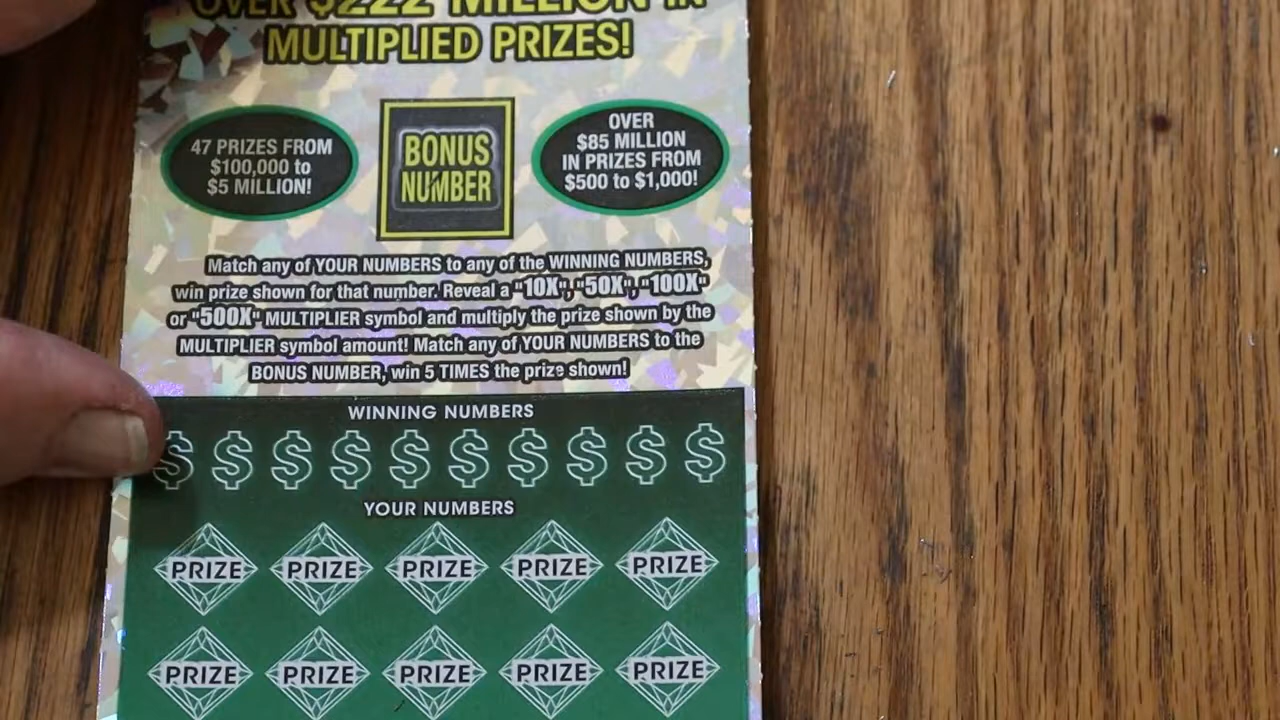 OVER $222 MILLION IN
MULTIPLIED PRIZES!
47 PRIZES FROM
$100,000 to
$5 MILLION!
BONUS
NUMBER
OVER
$85 MILLION
IN PRIZES FROM
$500 to $1,000!
Match any of YOUR NUMBERS to any of the WINNING NUMBERS,
win prize shown for that number. Reveal a "10X", "50X", "100X"
or "500X" MULTIPLIER symbol and multiply the prize shown by the
MULTIPLIER symbol amount! Match any of YOUR NUMBERS to the
BONUS NUMBER, win 5 TIMES the prize shown!
WINNING NUMBERS
$ $ $ $ $ $ $ $ $ $
YOUR NUMBERS
PRIZE PRIZE PRIZE PRIZE PRIZE
PRIZE PRIZE PRIZE PRIZE PRIZE